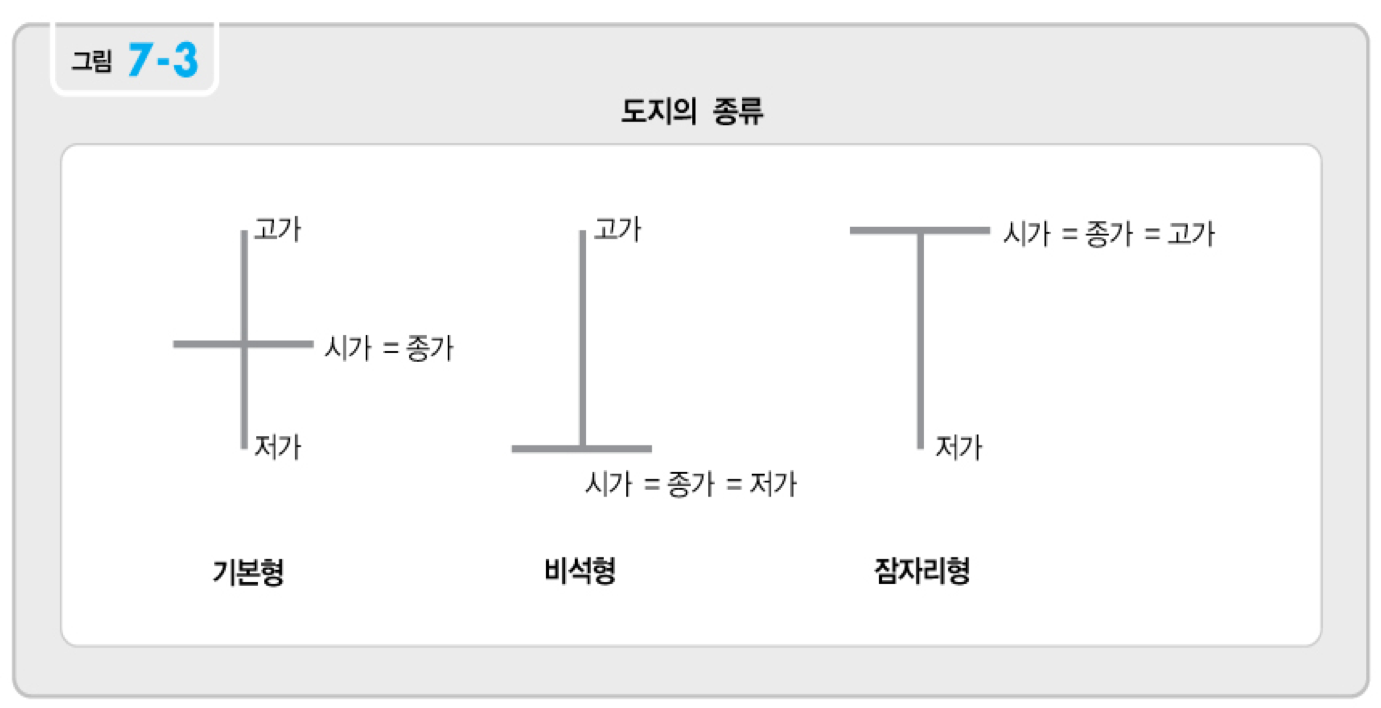 그림 7-3
도지의 종류
고가
시가 = 종가
저가
기본형
고가
시가 = 종가 = 저가
비석형
시가 = 종가 = 고가
저가
잠자리형